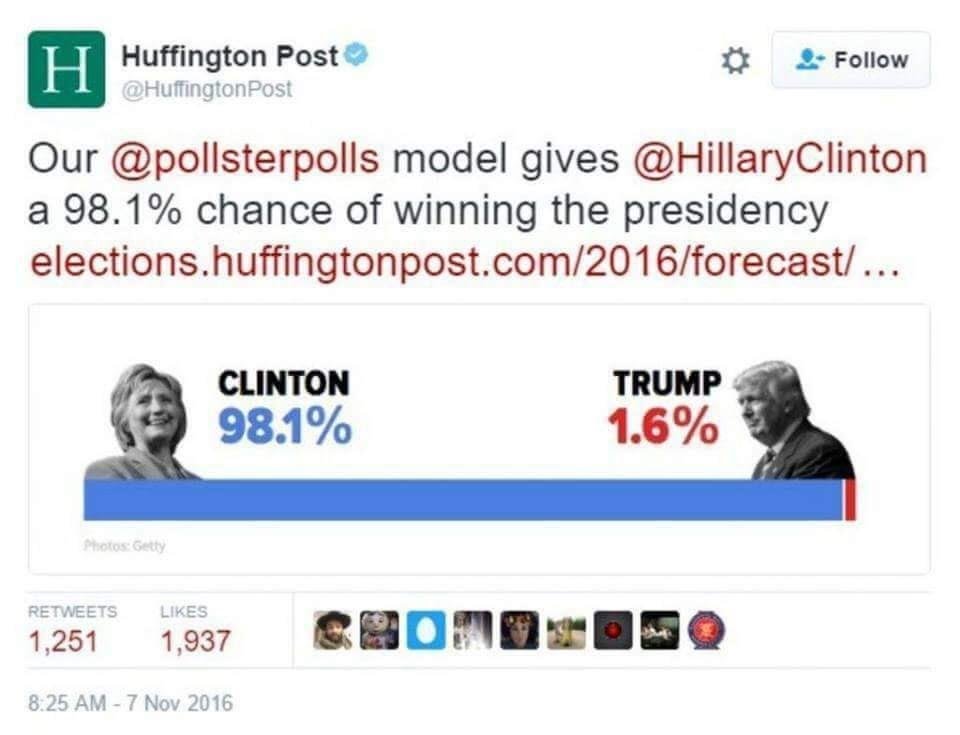 Huffington Post
@HuffingtonPost
Follow
Our @pollsterpolls model gives @HillaryClinton
a 98.1% chance of winning the presidency
elections.huffingtonpost.com/2016/forecast/ ...
CLINTON
98.1%
TRUMP
1.6%
Photos: Getty
RETWEETS
1,251
LIKES
1,937
8:25 AM - 7 Nov 2016